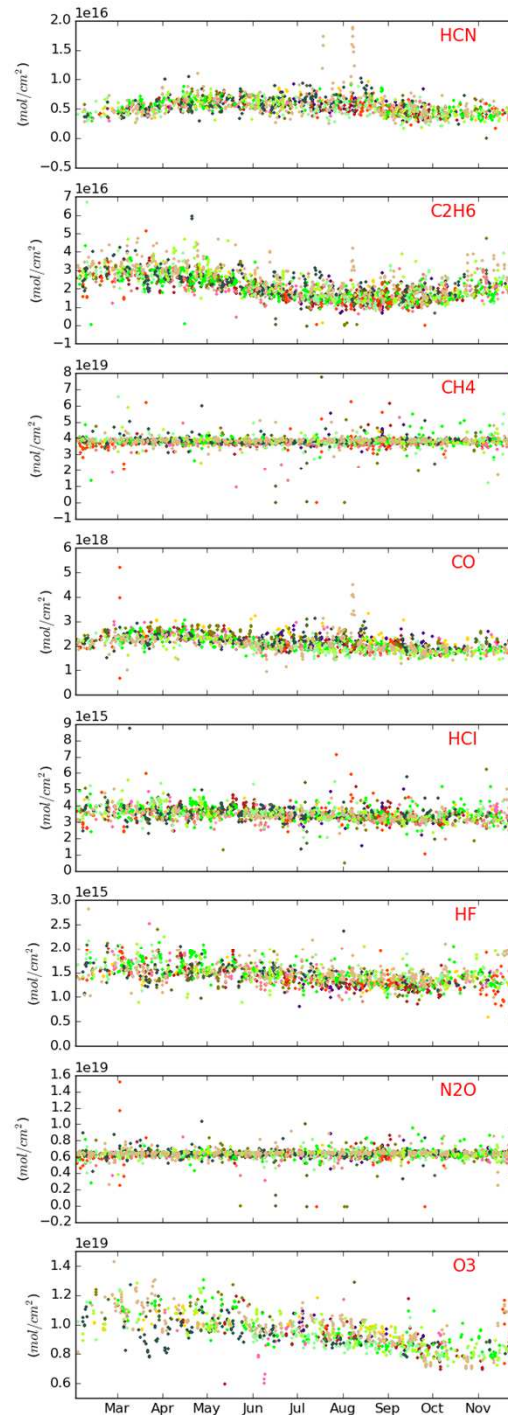 1e16
HCN
2.0
1.5
1.0
0.5
0.0
−0.5
(mol/cm²)
1e16
C2H6
7
6
5
4
3
2
1
0
−1
(mol/cm²)
1e19
CH4
8
7
6
5
4
3
2
1
0
−1
(mol/cm²)
1e18
CO
6
5
4
3
2
1
0
(mol/cm²)
1e15
HCl
9
8
7
6
5
4
3
2
1
0
(mol/cm²)
1e15
HF
3.0
2.5
2.0
1.5
1.0
0.5
0.0
(mol/cm²)
1e19
N2O
1.6
1.4
1.2
1.0
0.8
0.6
0.4
0.2
0.0
−0.2
(mol/cm²)
1e19
O3
1.4
1.2
1.0
0.8
0.6
(mol/cm²)
Mar Apr May Jun Jul Aug Sep Oct Nov